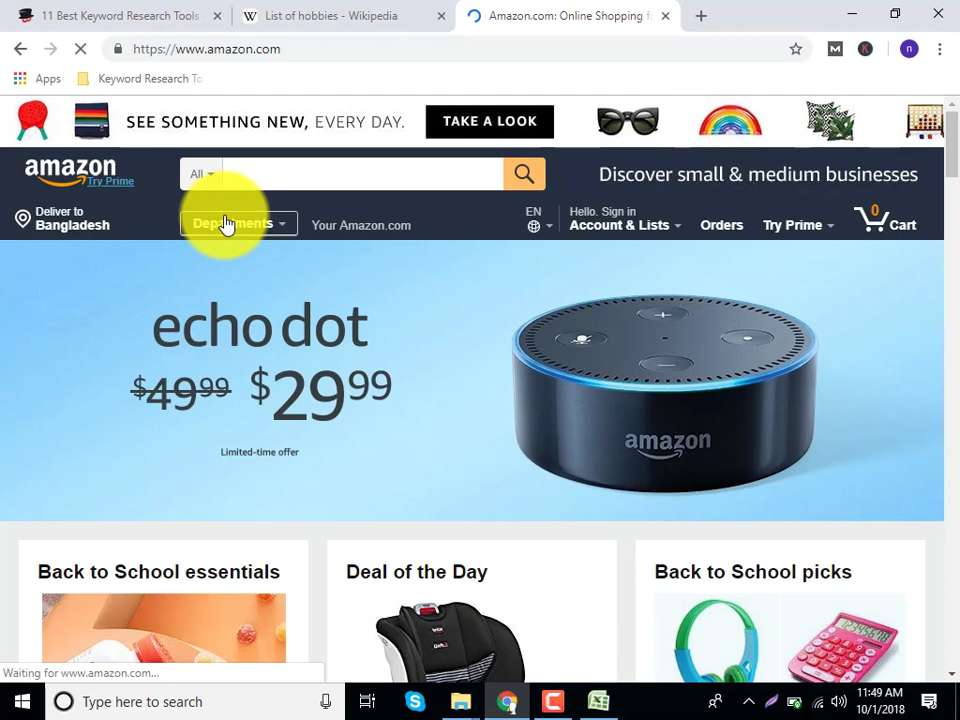 11 Best Keyword Research Tools
List of hobbies - Wikipedia
Amazon.com: Online Shopping f
https://www.amazon.com
M
K
n
Apps
Keyword Research To
SEE SOMETHING NEW, EVERY DAY.
TAKE A LOOK
amazon
Try Prime
All
Discover small & medium businesses
Deliver to
Bangladesh
Departments
Your Amazon.com
EN
Hello. Sign in
Account & Lists
Orders
Try Prime
0
Cart
echo dot
$49.99 $29.99
Limited-time offer
amazon
Back to School essentials
Deal of the Day
Back to School picks
Waiting for www.amazon.com...
Type here to search
11:49 AM
10/1/2018